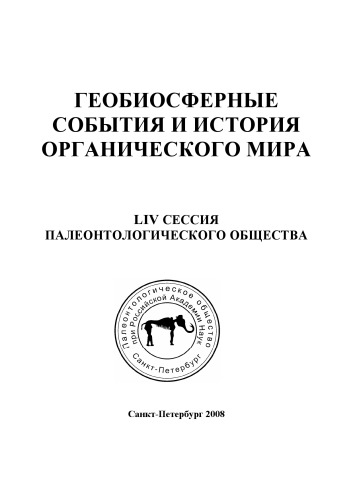 ГЕОБИОСФЕРНЫЕ
СОБЫТИЯ И ИСТОРИЯ
ОРГАНИЧЕСКОГО МИРА
LIV СЕССИЯ
ПАЛЕОНТОЛОГИЧЕСКОГО ОБЩЕСТВА
Палеонтологическое общество
при Российской Академии Наук
Санкт-Петербург
Санкт-Петербург 2008